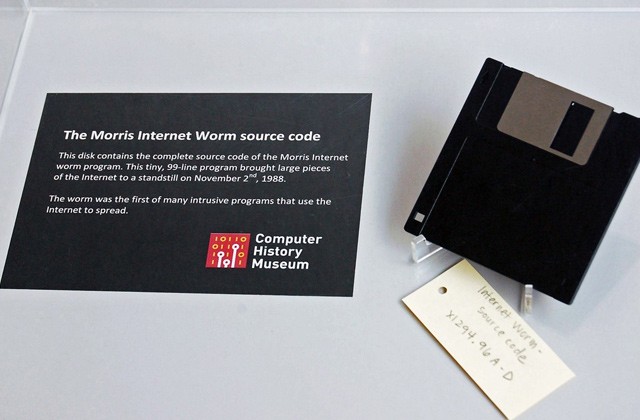 The Morris Internet Worm source code
This disk contains the complete source code of the Morris Internet
worm program. This tiny, 99-line program brought large pieces
of the Internet to a standstill on November 2nd, 1988.
The worm was the first of many intrusive programs that use the
Internet to spread.
10110
0211
Computer
History
Museum
Internet Worm-
source code
X1294.96A-D